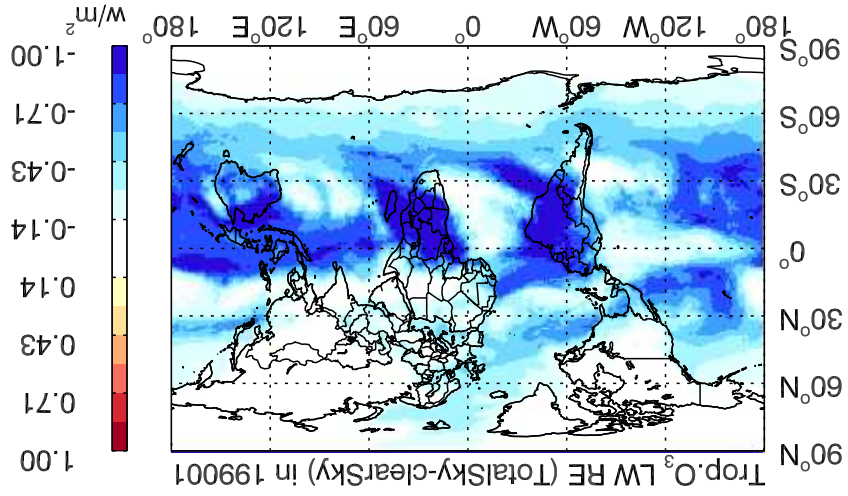 Trop.O₃ LW RE (TotalSky-clearSky) in 199001
90°N
60°N
30°N
0°
30°S
60°S
90°S
180° 120°W 60°W 0° 60°E 120°E 180°
1.00
0.71
0.43
0.14
-0.14
-0.43
-0.71
-1.00
w/m²